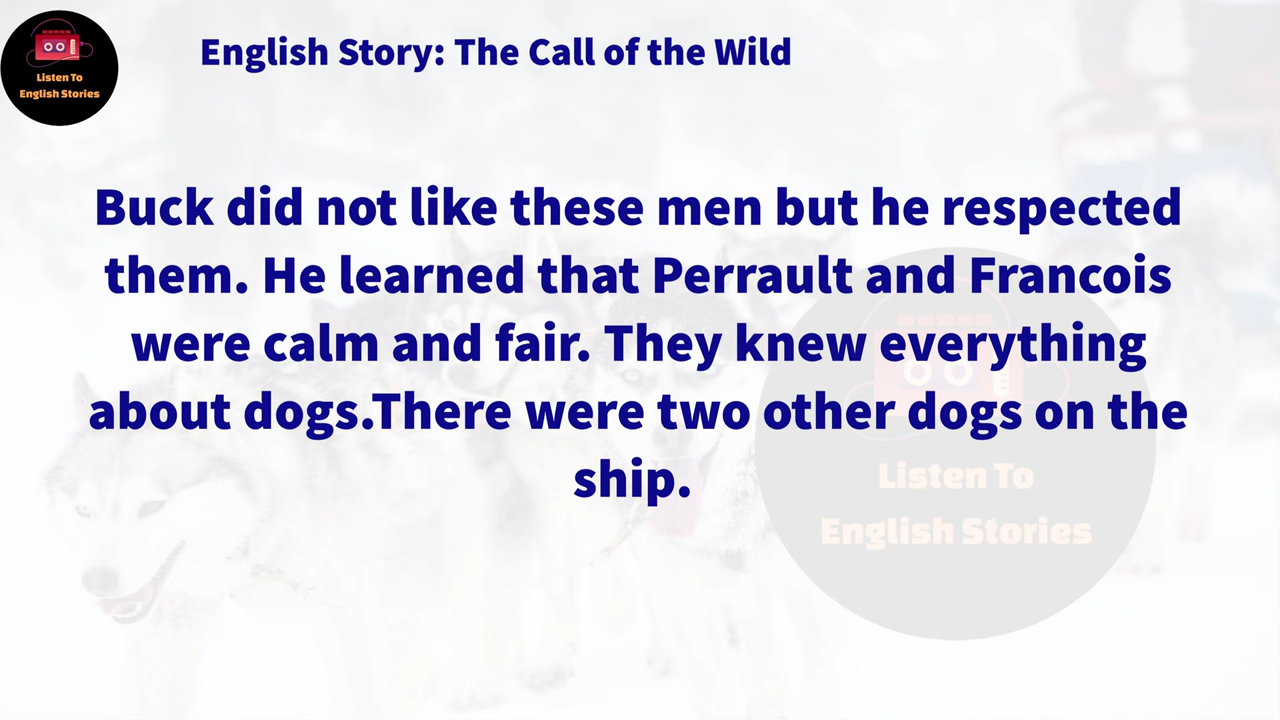 Listen To
English Stories
English Story: The Call of the Wild
Buck did not like these men but he respected
them. He learned that Perrault and Francois
were calm and fair. They knew everything
about dogs.There were two other dogs on the
ship.
Listen To
English Stories